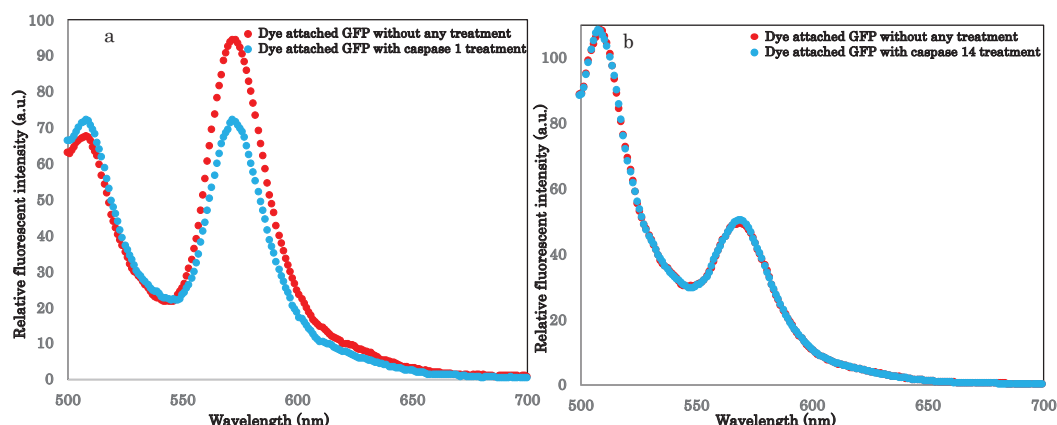 a
Dye attached GFP without any treatment
Dye attached GFP with caspase 1 treatment
Relative fluorescent intensity (a.u.)
100
90
80
70
60
50
40
30
20
10
0
500
550
600
650
700
Wavelength (nm)
b
Dye attached GFP without any treatment
Dye attached GFP with caspase 14 treatment
Relative fluorescent intensity (a.u.)
100
80
60
40
20
0
500
550
600
650
700
Wavelength (nm)